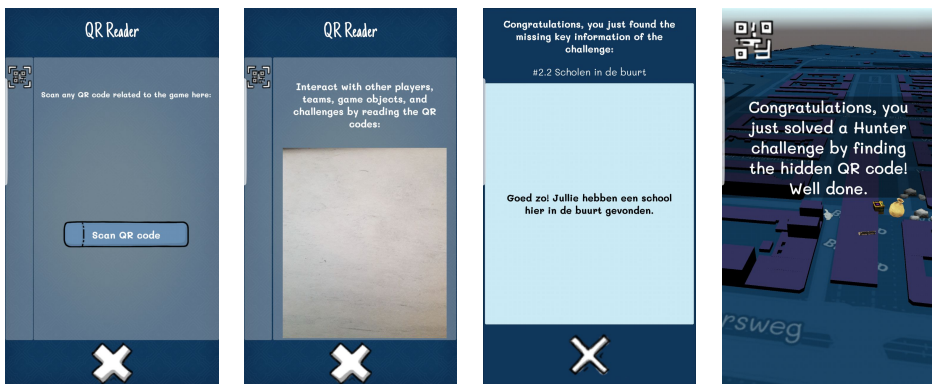 QR Reader
Scan any QR code related to the game here:
Scan QR code
QR Reader
Interact with other players,
teams, game objects, and
challenges by reading the QR
codes:
Congratulations, you just found the
missing key information of the
challenge:
#2.2 Scholen in de buurt
Goed zo! Jullie hebben een school
hier in de buurt gevonden.
Congratulations, you
just solved a Hunter
challenge by finding
the hidden QR code!
Well done.
rsweg